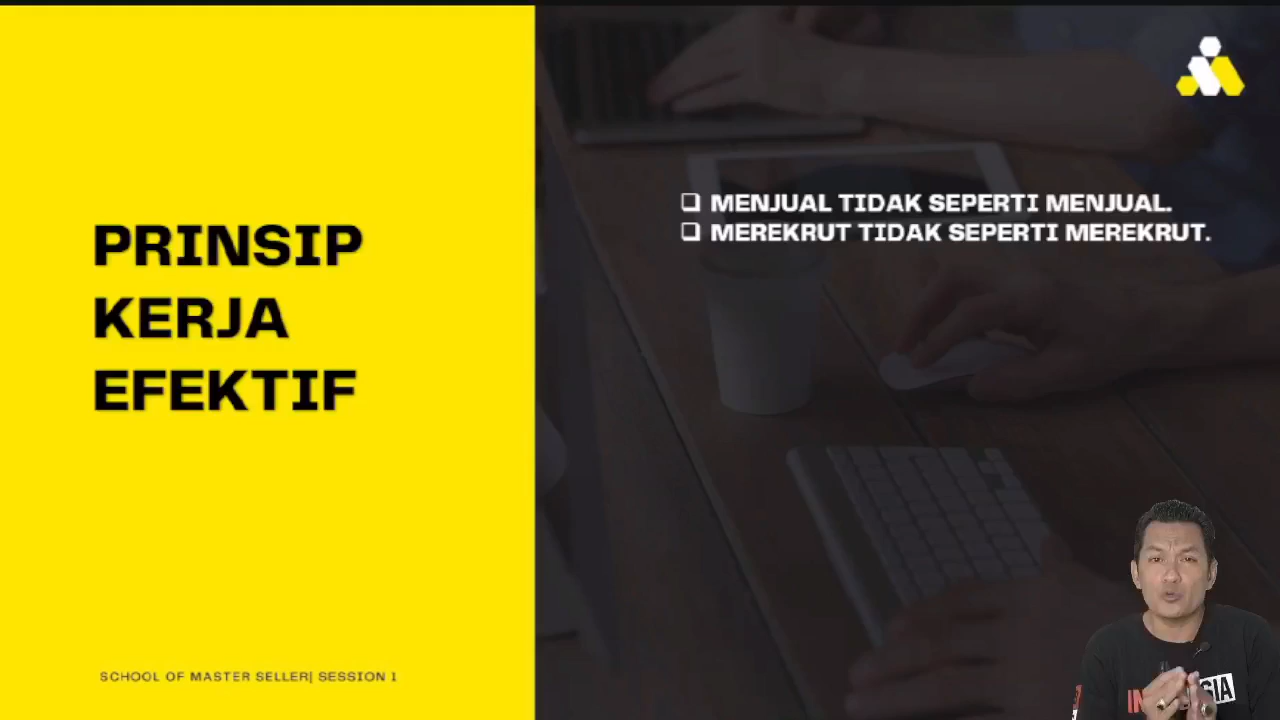 PRINSIP
KERJA
EFEKTIF
SCHOOL OF MASTER SELLER| SESSION 1
❑ MENJUAL TIDAK SEPERTI MENJUAL.
❑ MEREKRUT TIDAK SEPERTI MEREKRUT.